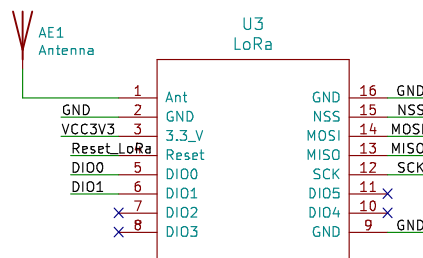 U3
LoRa
AE1
Antenna
1 Ant GND 16 GND
GND 2 GND NSS 15 NSS
VCC3V3 3 3.3_V MOSI 14 MOSI
Reset_LoRa Reset MISO 13 MISO
DIO0 5 DIO0 SCK 12 SCK
DIO1 6 DIO1 DIO5 11
7 DIO2 DIO4 10
8 DIO3 GND 9 GND